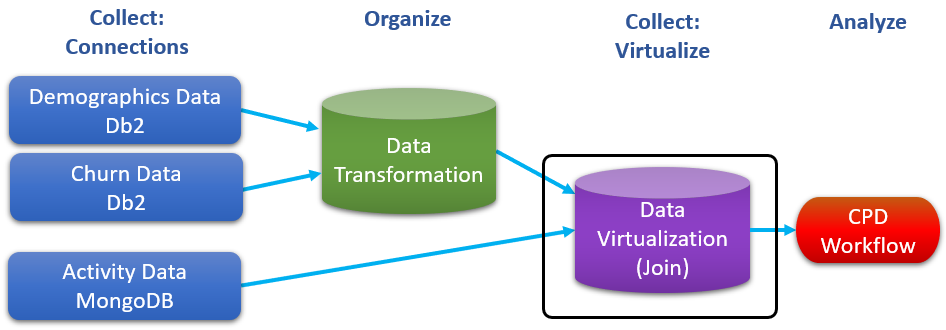 Collect:
Connections
Organize
Collect:
Virtualize
Analyze
Demographics Data
Db2
Churn Data
Db2
Activity Data
MongoDB
Data
Transformation
Data
Virtualization
(Join)
CPD
Workflow